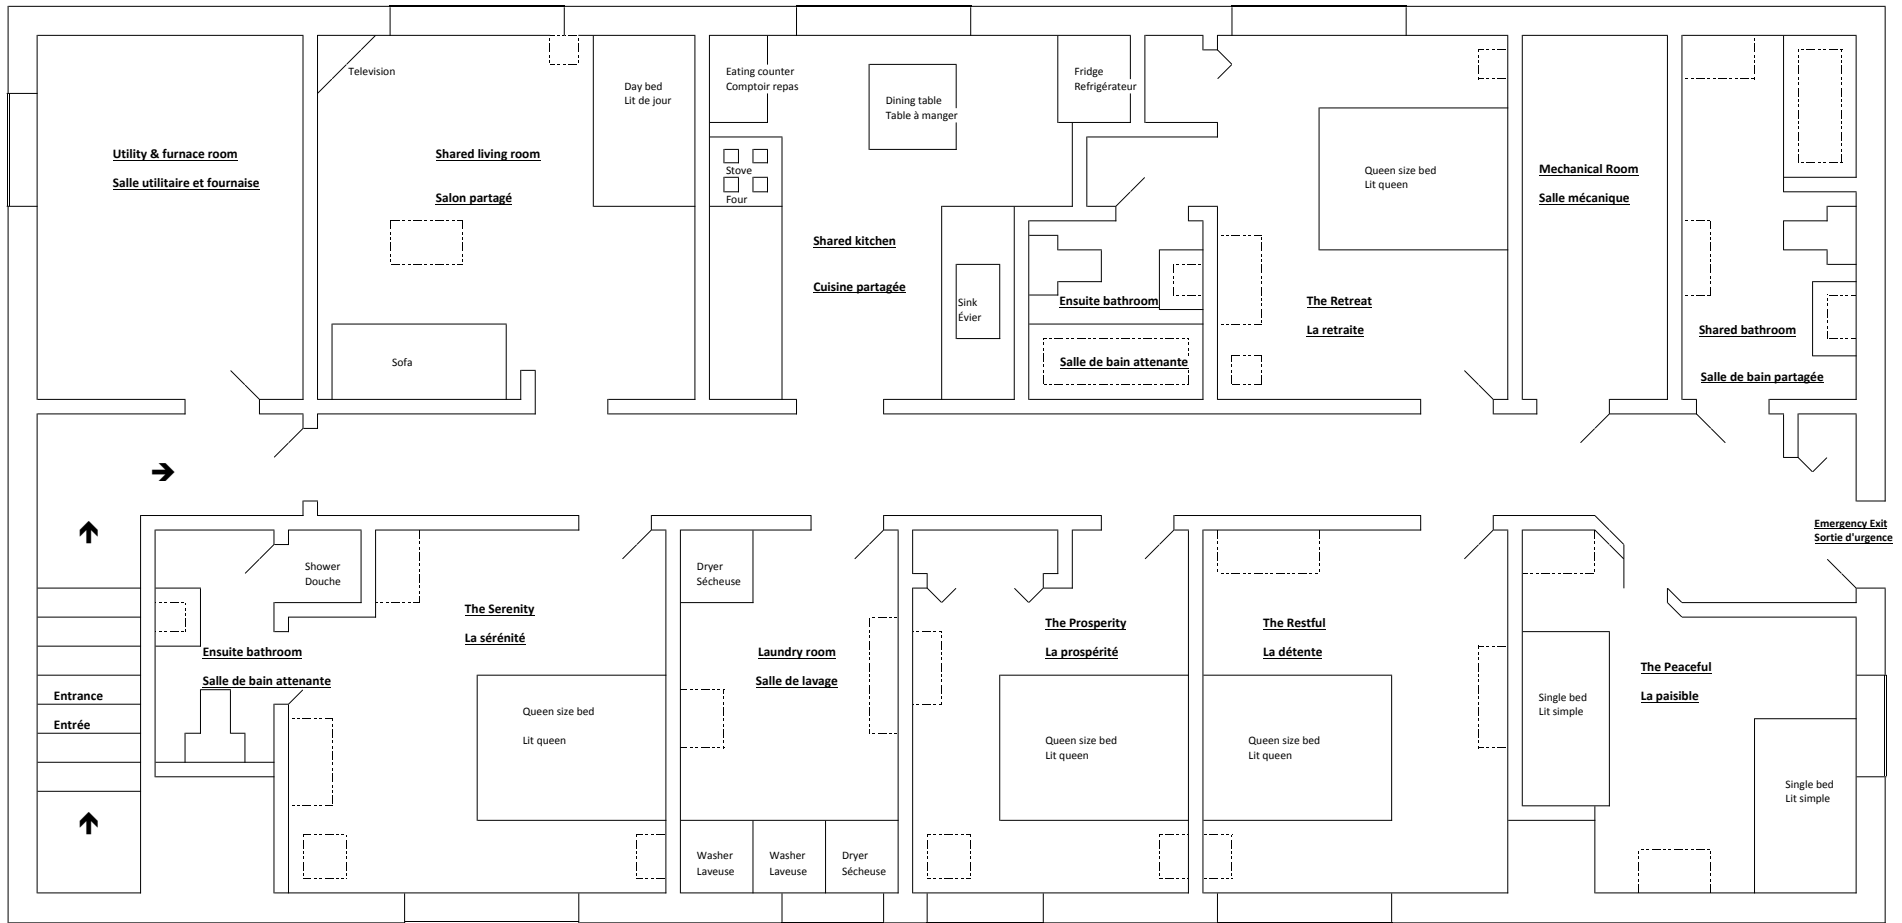 Television
Day bed
Lit de jour
Eating counter
Comptoir repas
Dining table
Table à manger
Fridge
Refrigérateur
Utility & furnace room
Salle utilitaire et fournaise
Shared living room
Salon partagé
Stove
Four
Queen size bed
Lit queen
Mechanical Room
Salle mécanique
Shared kitchen
Cuisine partagée
Sink
Évier
Ensuite bathroom
Salle de bain attenante
The Retreat
La retraite
Shared bathroom
Salle de bain partagée
Sofa
Emergency Exit
Sortie d'urgence
Shower
Douche
Dryer
Sécheuse
The Serenity
La sérénité
The Prosperity
La prospérité
The Restful
La détente
Ensuite bathroom
Salle de bain attenante
Laundry room
Salle de lavage
The Peaceful
La paisible
Entrance
Entrée
Queen size bed
Lit queen
Queen size bed
Lit queen
Queen size bed
Lit queen
Single bed
Lit simple
Single bed
Lit simple
Washer
Laveuse
Washer
Laveuse
Dryer
Sécheuse